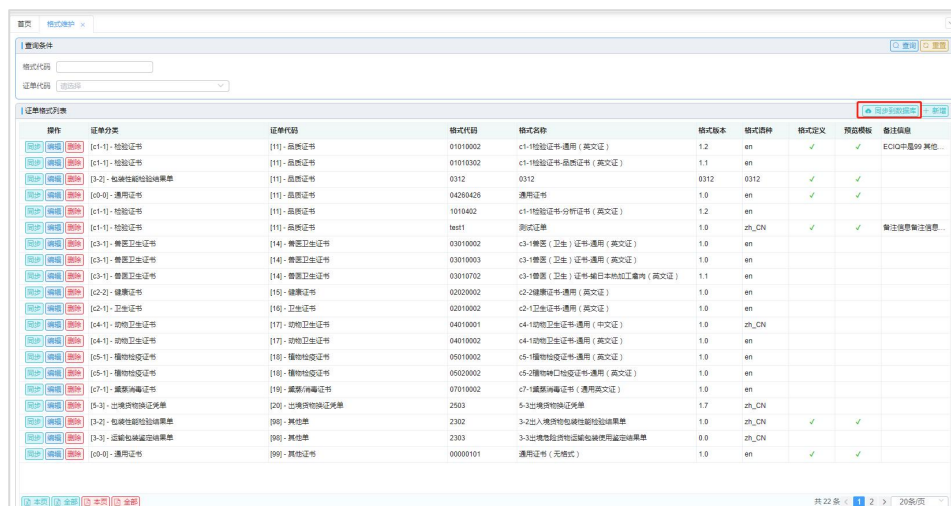 首页 格式维护 ×
查询条件 查询 重置
格式代码
证单代码 请选择
证单格式列表 同步到数据库 + 新增
操作 证单分类 证单代码 格式代码 格式名称 格式版本 格式语种 格式定义 预览模板 备注信息
同步 编辑 删除 [c1-1] - 检验证书 [11] - 品质证书 01010002 c1-1检验证书-通用（英文证） 1.2 en ✓ ✓ ECIQ中是99 其他...
同步 编辑 删除 [c1-1] - 检验证书 [11] - 品质证书 01010302 c1-1检验证书-品质证书（英文证） 1.1 en
同步 编辑 删除 [3-2] - 包装性能检验结果单 [11] - 品质证书 0312 0312 0312 0312 ✓ ✓
同步 编辑 删除 [c0-0] - 通用证书 [11] - 品质证书 04260426 通用证书 1.0 en ✓ ✓
同步 编辑 删除 [c1-1] - 检验证书 [11] - 品质证书 1010402 c1-1检验证书-分析证书（英文证） 1.2 en
同步 编辑 删除 [c1-1] - 检验证书 [11] - 品质证书 test1 测试证单 1.0 zh_CN ✓ ✓ 备注信息备注信息...
同步 编辑 删除 [c3-1] - 兽医卫生证书 [14] - 兽医卫生证书 03010002 c3-1兽医（卫生）证书-通用（英文证） 1.0 en
同步 编辑 删除 [c3-1] - 兽医卫生证书 [14] - 兽医卫生证书 03010003 c3-1兽医（卫生）证书-通用（英文证） 1.0 en
同步 编辑 删除 [c3-1] - 兽医卫生证书 [14] - 兽医卫生证书 03010702 c3-1兽医（卫生）证书-输日本热加工禽肉（英文证） 1.1 en
同步 编辑 删除 [c2-2] - 健康证书 [15] - 健康证书 02020002 c2-2健康证书-通用（英文证） 1.0 en
同步 编辑 删除 [c2-1] - 卫生证书 [16] - 卫生证书 02010002 c2-1卫生证书-通用（英文证） 1.0 en
同步 编辑 删除 [c4-1] - 动物卫生证书 [17] - 动物卫生证书 04010001 c4-1动物卫生证书-通用（中文证） 1.0 zh_CN
同步 编辑 删除 [c4-1] - 动物卫生证书 [17] - 动物卫生证书 04010002 c4-1动物卫生证书-通用（英文证） 1.0 en
同步 编辑 删除 [c5-1] - 植物检疫证书 [18] - 植物检疫证书 05010002 c5-1植物检疫证书-通用（英文证） 1.0 en
同步 编辑 删除 [c5-1] - 植物检疫证书 [18] - 植物检疫证书 05020002 c5-2植物转口检疫证书-通用（英文证） 1.0 en
同步 编辑 删除 [c7-1] - 熏蒸消毒证书 [19] - 熏蒸/消毒证书 07010002 c7-1熏蒸消毒证书（通用英文证） 1.0 en
同步 编辑 删除 [5-3] - 出境货物换证凭单 [20] - 出境货物换证凭单 2503 5-3出境货物换证凭单 1.7 zh_CN
同步 编辑 删除 [3-2] - 包装性能检验结果单 [98] - 其他单 2302 3-2出入境货物包装性能检验结果单 1.0 zh_CN ✓ ✓
同步 编辑 删除 [3-3] - 运输包装鉴定结果单 [98] - 其他单 2303 3-3出境危险货物运输包装使用鉴定结果单 0.0 zh_CN
同步 编辑 删除 [c0-0] - 通用证书 [99] - 其他证书 00000101 通用证书（无格式） 1.0 en ✓ ✓
本页 全部 本页 全部 共 22 条 < 1 2 > 20条/页